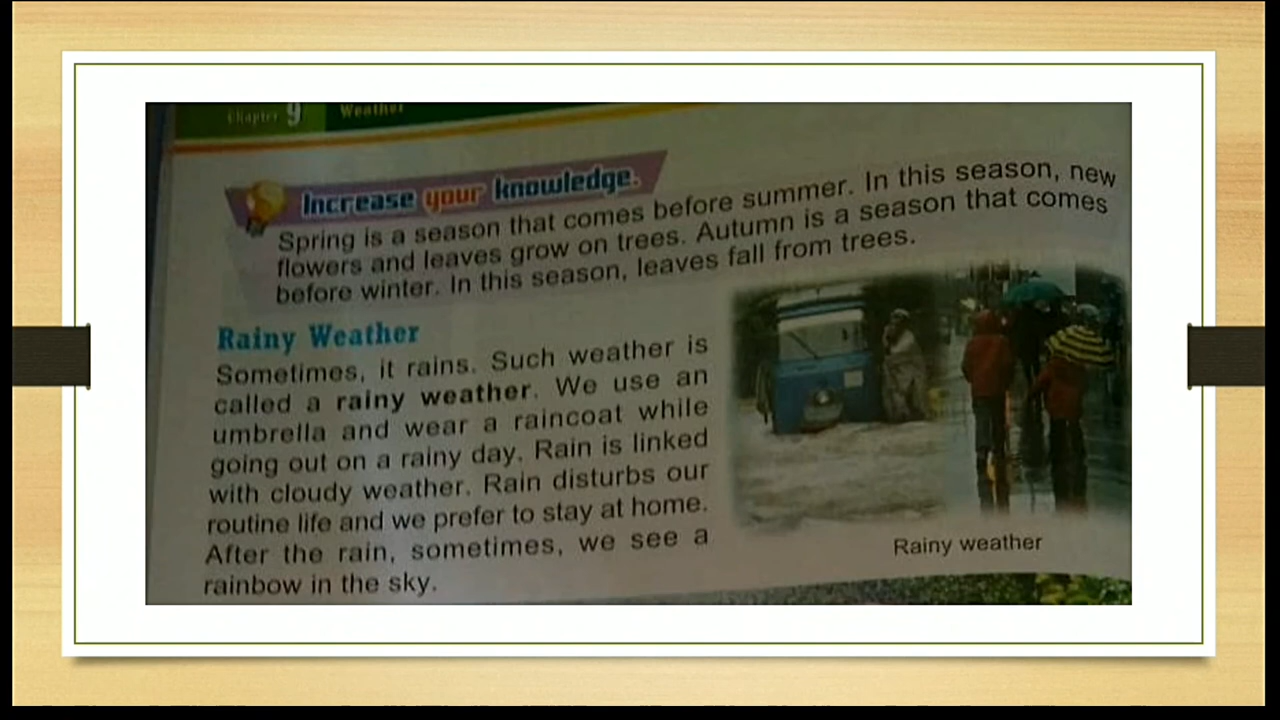 Chapter 9 Weather
Increase your knowledge.
Spring is a season that comes before summer. In this season, new
flowers and leaves grow on trees. Autumn is a season that comes
before winter. In this season, leaves fall from trees.
Rainy Weather
Sometimes, it rains. Such weather is
called a rainy weather. We use an
umbrella and wear a raincoat while
going out on a rainy day. Rain is linked
with cloudy weather. Rain disturbs our
routine life and we prefer to stay at home.
After the rain, sometimes, we see a
rainbow in the sky.
Rainy weather